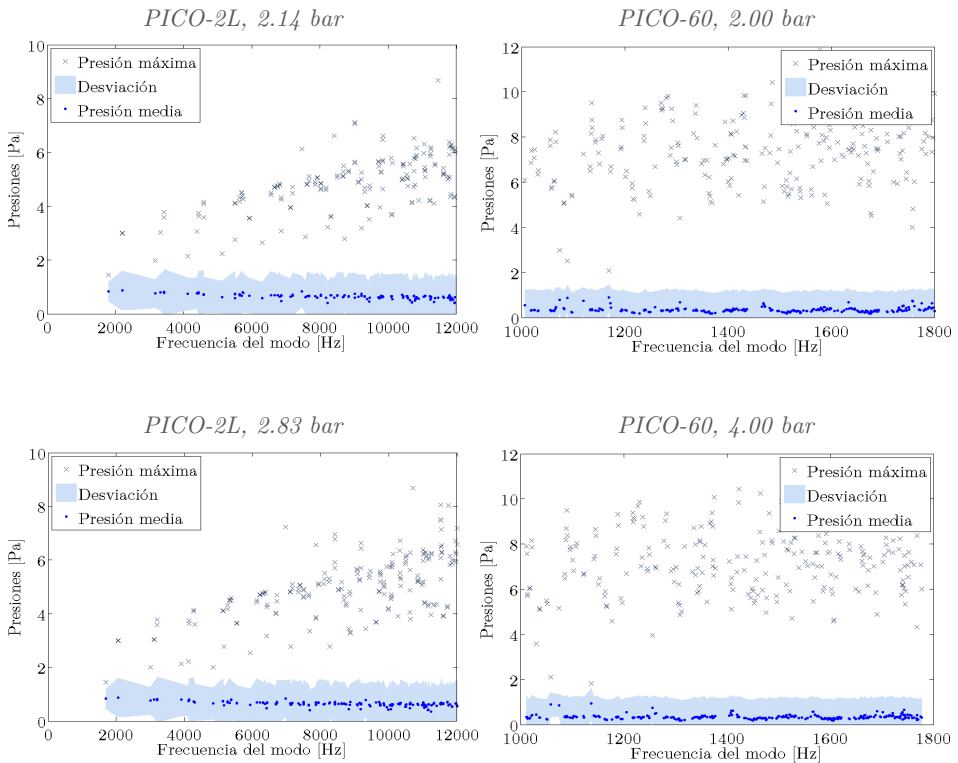 PICO-2L, 2.14 bar
10
8
6
4
2
0
Presiones [Pa]
Presión máxima
Desviación
Presión media
0
2000
4000
6000
8000
10000
12000
Frecuencia del modo [Hz]
PICO-60, 2.00 bar
12
10
8
6
4
2
0
Presiones [Pa]
Presión máxima
Desviación
Presión media
1000
1200
1400
1600
1800
Frecuencia del modo [Hz]
PICO-2L, 2.83 bar
10
8
6
4
2
0
Presiones [Pa]
Presión máxima
Desviación
Presión media
0
2000
4000
6000
8000
10000
12000
Frecuencia del modo [Hz]
PICO-60, 4.00 bar
12
10
8
6
4
2
0
Presiones [Pa]
Presión máxima
Desviación
Presión media
1000
1200
1400
1600
1800
Frecuencia del modo [Hz]